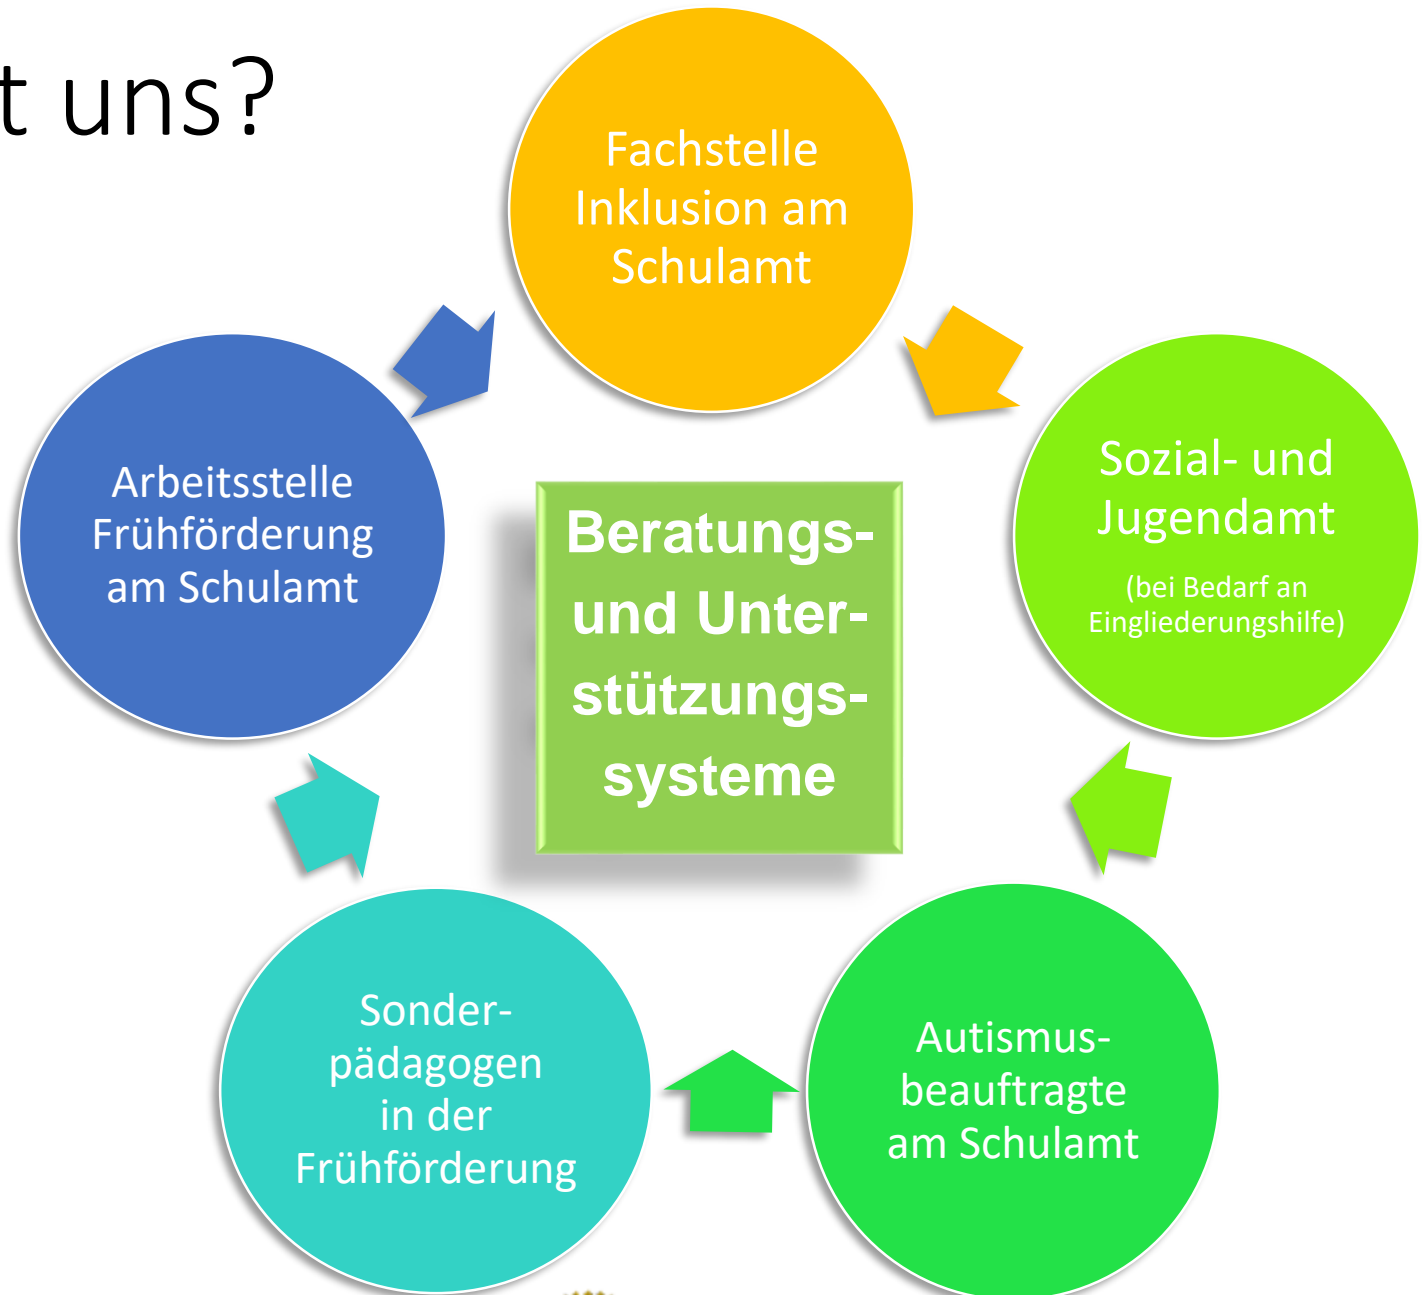 t uns?
Fachstelle
Inklusion am
Schulamt
Sozial- und
Jugendamt
(bei Bedarf an
Eingliederungshilfe)
Arbeitsstelle
Frühförderung
am Schulamt
Beratungs-
und Unter-
stützungs-
systeme
Sonder-
pädagogen
in der
Frühförderung
Autismus-
beauftragte
am Schulamt